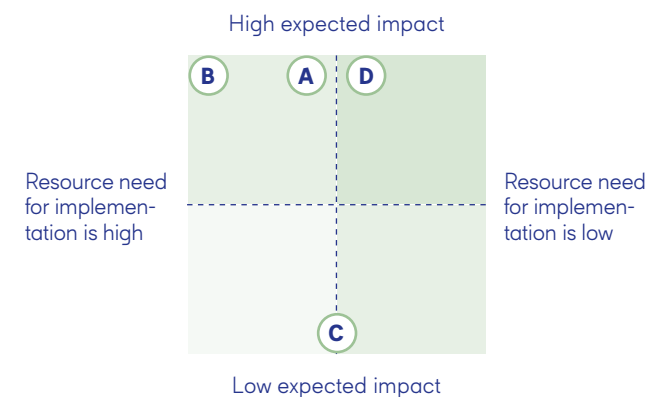 High expected impact
B
A
D
Resource need
for implemen-
tation is high
Resource need
for implemen-
tation is low
C
Low expected impact